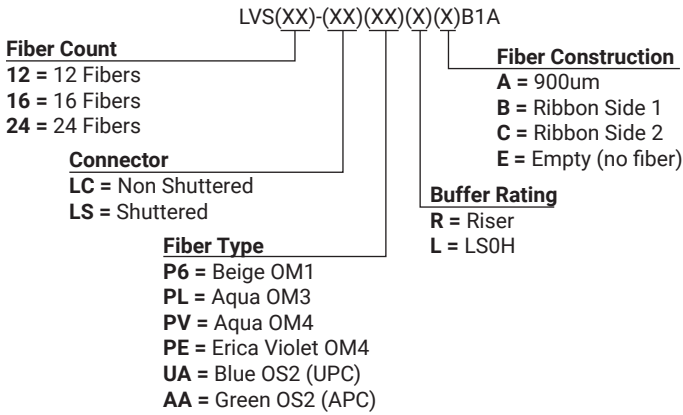 LVS(XX)-(XX)(XX)(X)(X)B1A
Fiber Count
12 = 12 Fibers
16 = 16 Fibers
24 = 24 Fibers
Fiber Construction
A = 900um
B = Ribbon Side 1
C = Ribbon Side 2
E = Empty (no fiber)
Connector
LC = Non Shuttered
LS = Shuttered
Buffer Rating
R = Riser
L = LS0H
Fiber Type
P6 = Beige OM1
PL = Aqua OM3
PV = Aqua OM4
PE = Erica Violet OM4
UA = Blue OS2 (UPC)
AA = Green OS2 (APC)